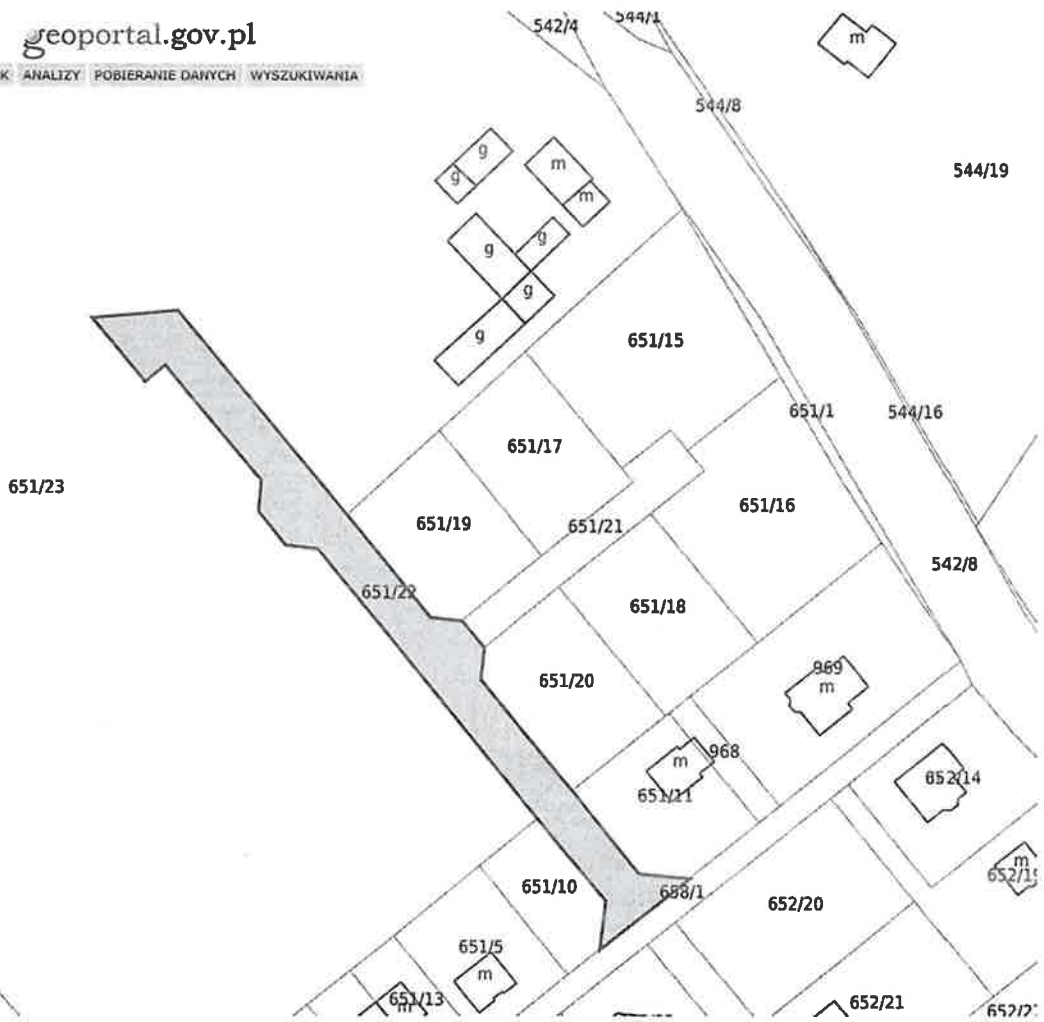 geoportal.gov.pl
K ANALIZY POBIERANIE DANYCH WYSZUKIWANIA
542/4
544/1
m
544/8
544/19
g
g
m
m
g
g
g
g
651/15
651/1
544/16
651/17
651/23
651/19
651/21
651/16
542/8
651/22
651/18
651/20
969
m
968
m
651/11
652/14
m
651/10
658/1
652/20
651/5
m
651/13
m
652/21